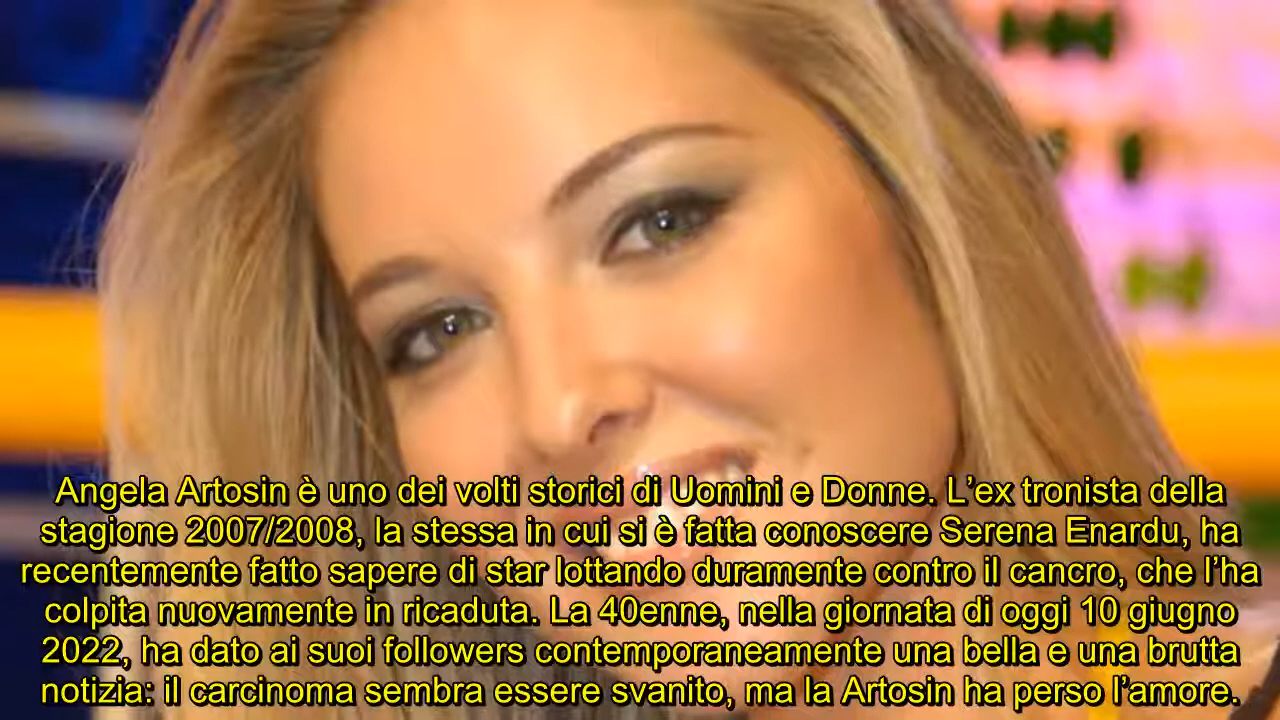 Angela Artosin è uno dei volti storici di Uomini e Donne. L’ex tronista della
stagione 2007/2008, la stessa in cui si è fatta conoscere Serena Enardu, ha
recentemente fatto sapere di star lottando duramente contro il cancro, che l’ha
colpita nuovamente in ricaduta. La 40enne, nella giornata di oggi 10 giugno
2022, ha dato ai suoi followers contemporaneamente una bella e una brutta
notizia: il carcinoma sembra essere svanito, ma la Artosin ha perso l’amore.